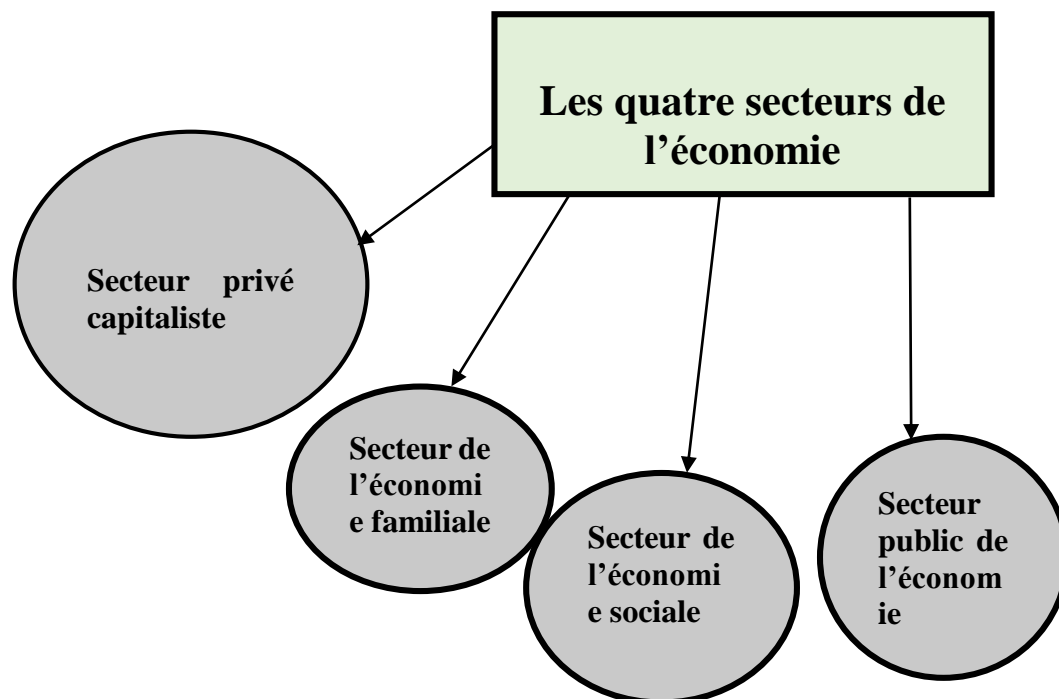 Les quatre secteurs de
l’économie
Secteur privé
capitaliste
Secteur de
l’économi
e familiale
Secteur de
l’économi
e sociale
Secteur
public de
l’économ
ie